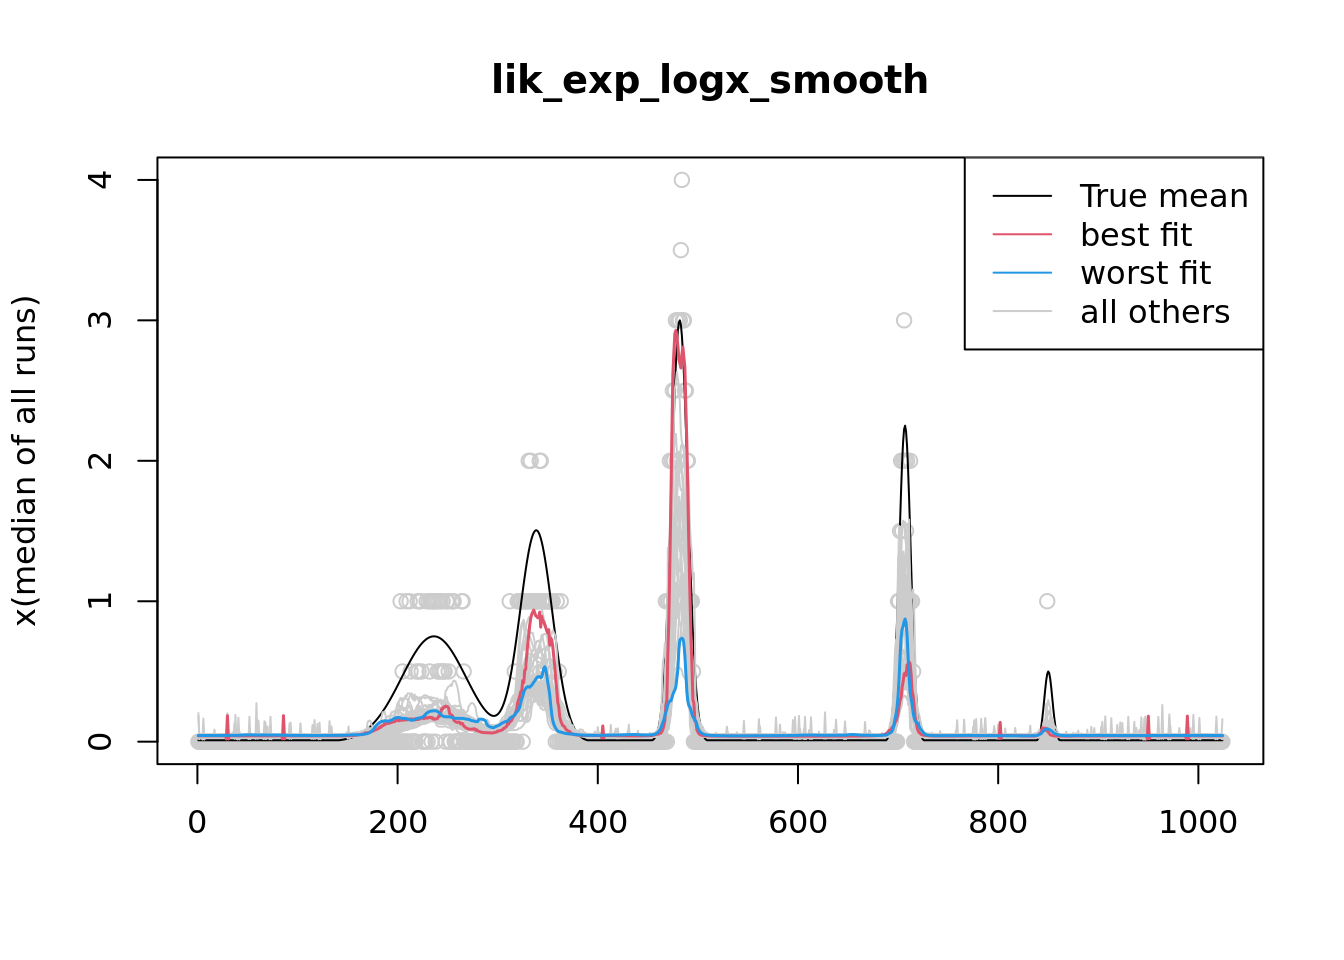 lik_exp_logx_smooth
x(median of all runs)
4
3
2
1
0
True mean
best fit
worst fit
all others
0 200 400 600 800 1000